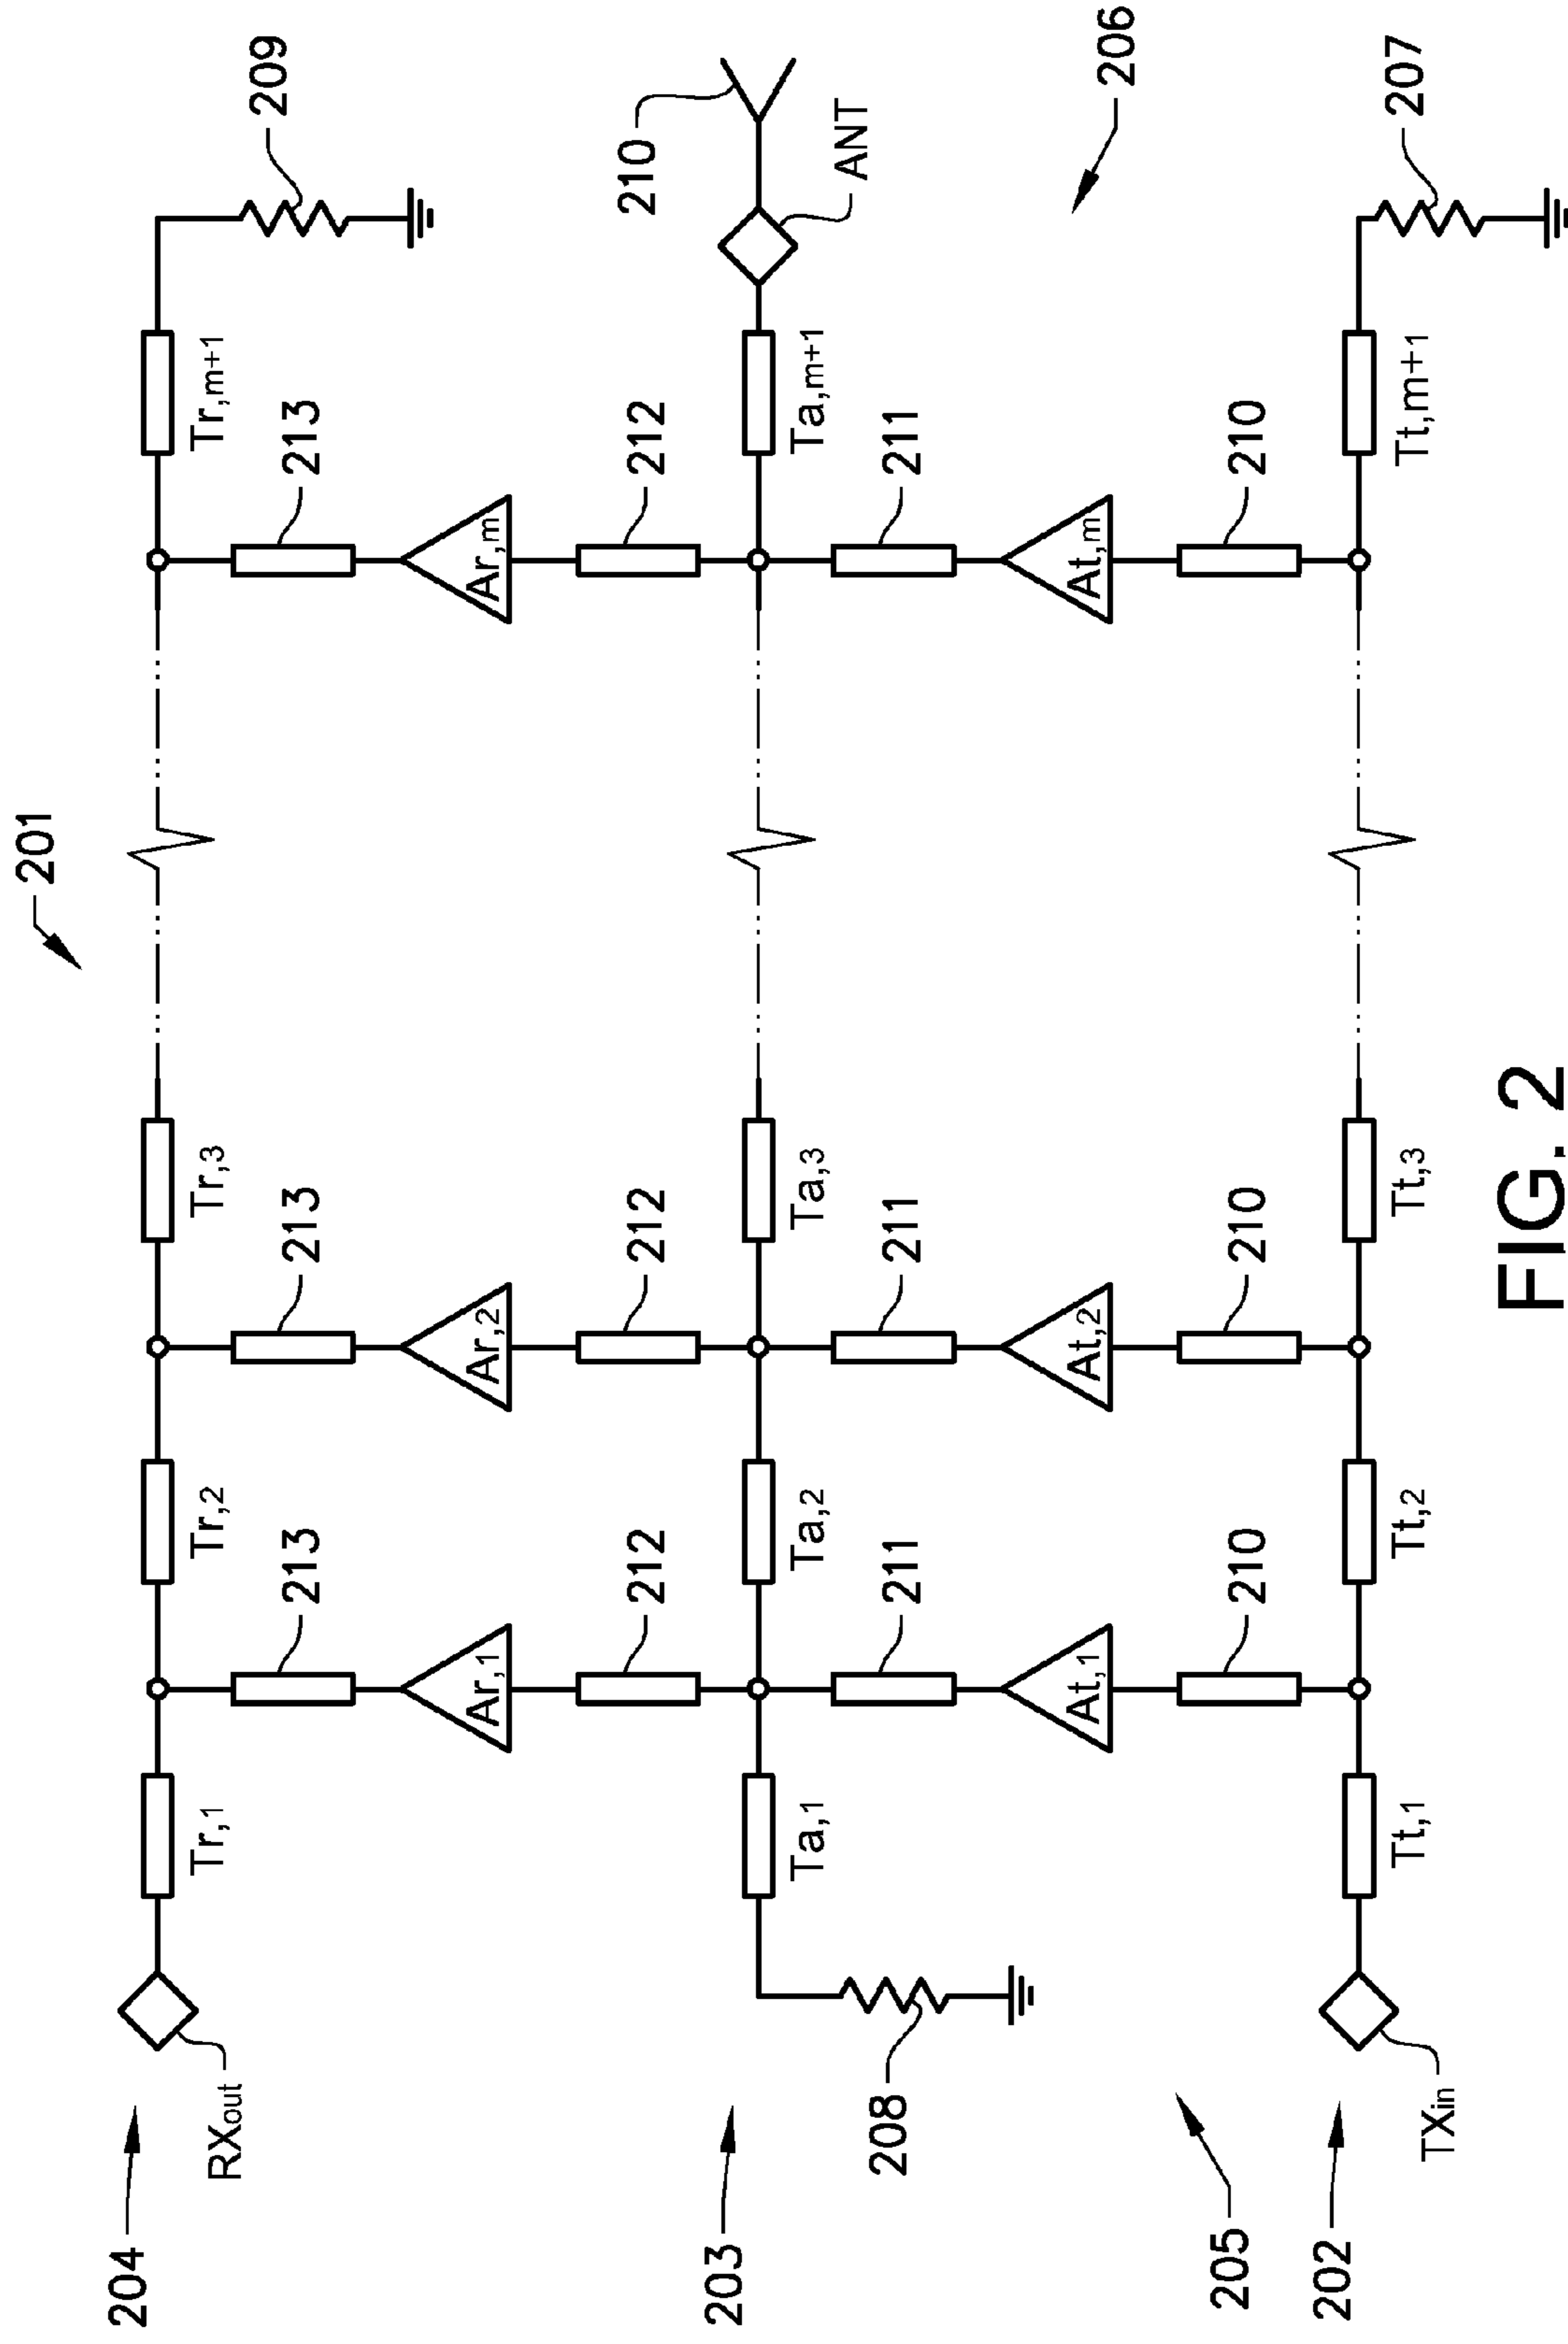 201
204
RXout
Tr,1
Tr,2
Tr,3
Tr,m+1
209
213
213
213
Ar,1
Ar,2
Ar,m
212
212
212
210
203
208
Ta,1
Ta,2
Ta,3
Ta,m+1
ANT
211
211
211
206
At,1
At,2
At,m
205
210
210
210
202
TXin
Tt,1
Tt,2
Tt,3
Tt,m+1
207
FIG. 2